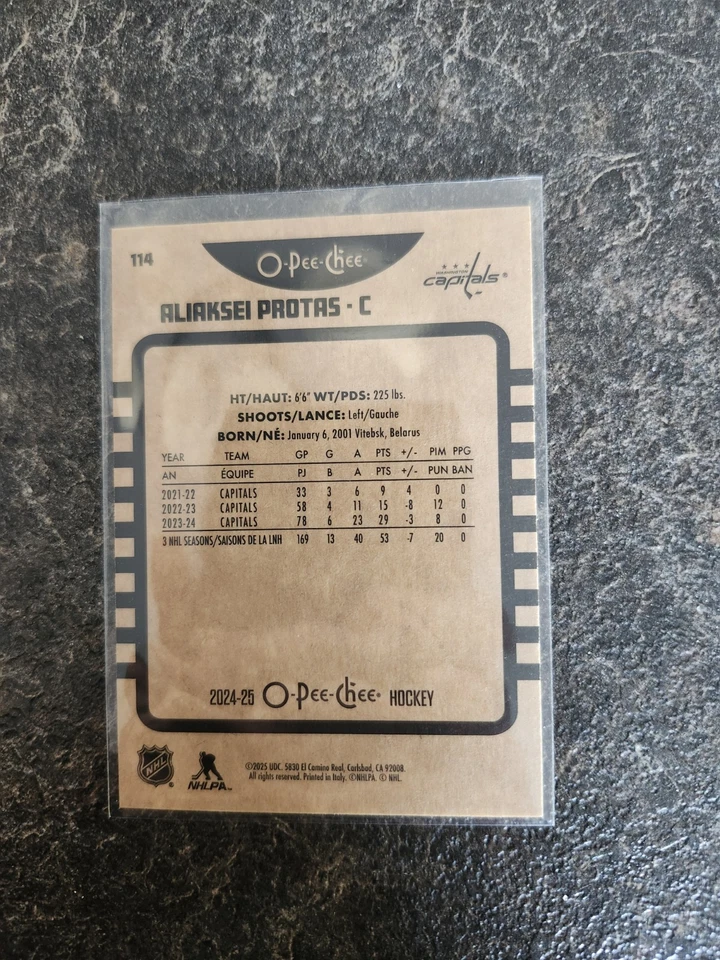 114
O-Pee-Chee
WASHINGTON
capitals®
ALIAKSEI PROTAS - C
HT/HAUT: 6'6" WT/PDS: 225 lbs.
SHOOTS/LANCE: Left/Gauche
BORN/NÉ: January 6, 2001 Vitebsk, Belarus
YEAR TEAM GP G A PTS +/- PIM PPG
AN ÉQUIPE PJ B A PTS +/- PUN BAN
2021-22 CAPITALS 33 3 6 9 4 0 0
2022-23 CAPITALS 58 4 11 15 -8 12 0
2023-24 CAPITALS 78 6 23 29 -3 8 0
3 NHL SEASONS/SAISONS DE LA LNH 169 13 40 53 -7 20 0
2024-25 O-Pee-Chee® HOCKEY
NHL ®
NHLPA™
©2025 UDC. 5830 El Camino Real, Carlsbad, CA 92008.
All rights reserved. Printed in Italy. ©NHLPA. © NHL.